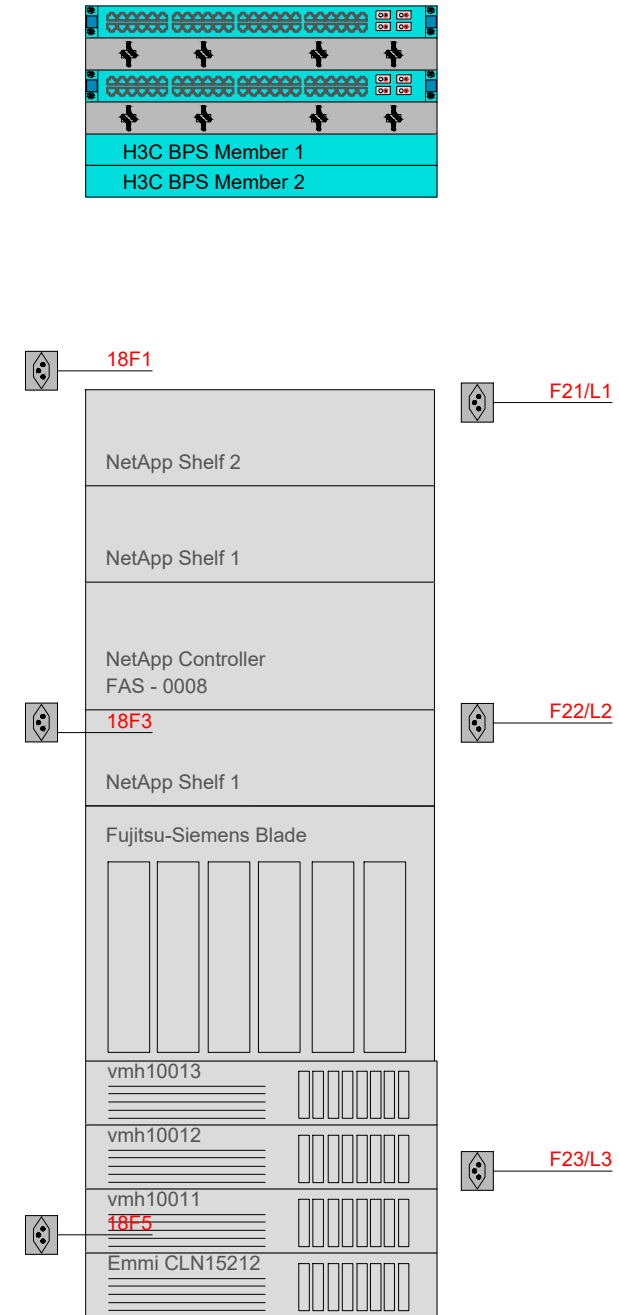 H3C BPS Member 1
H3C BPS Member 2
18F1
F21/L1
NetApp Shelf 2
NetApp Shelf 1
NetApp Controller
FAS - 0008
18F3
F22/L2
NetApp Shelf 1
Fujitsu-Siemens Blade
vmh10013
vmh10012
F23/L3
vmh10011
18F5
Emmi CLN15212